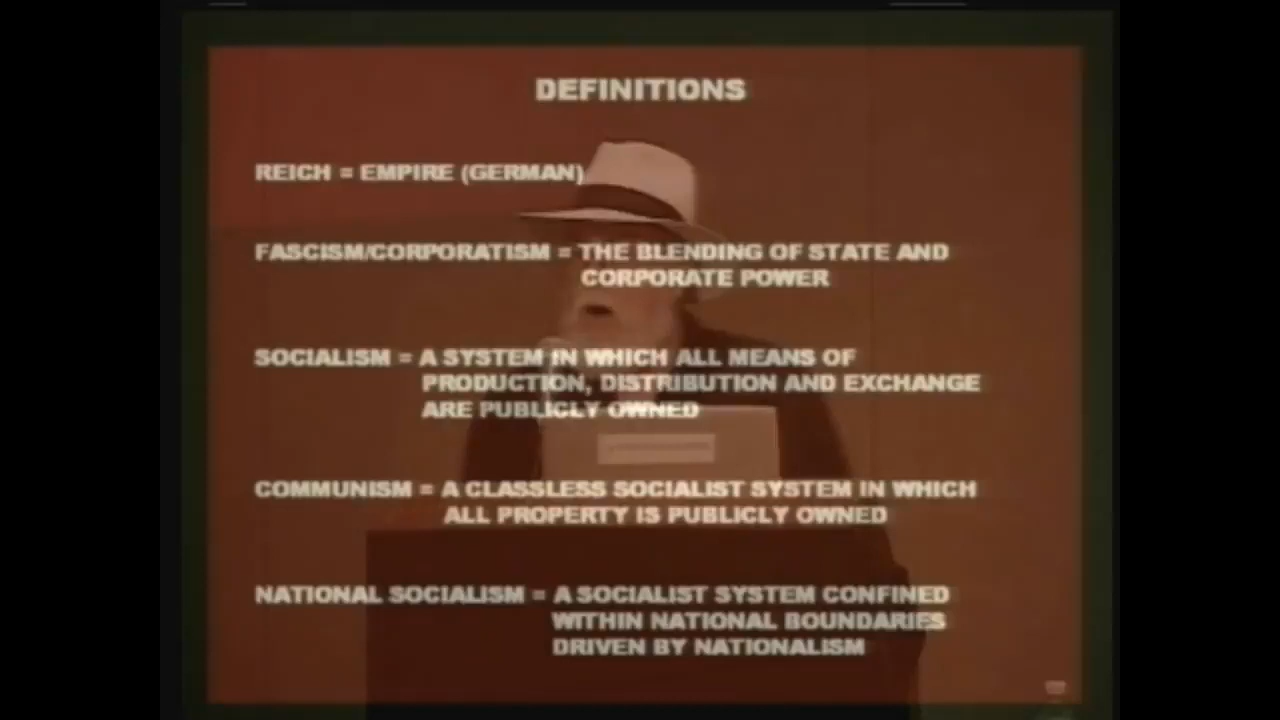 DEFINITIONS
REICH = EMPIRE (GERMAN)
FASCISM/CORPORATISM = THE BLENDING OF STATE AND
CORPORATE POWER
SOCIALISM = A SYSTEM IN WHICH ALL MEANS OF
PRODUCTION, DISTRIBUTION AND EXCHANGE
ARE PUBLICLY OWNED
COMMUNISM = A CLASSLESS SOCIALIST SYSTEM IN WHICH
ALL PROPERTY IS PUBLICLY OWNED
NATIONAL SOCIALISM = A SOCIALIST SYSTEM CONFINED
WITHIN NATIONAL BOUNDARIES
DRIVEN BY NATIONALISM